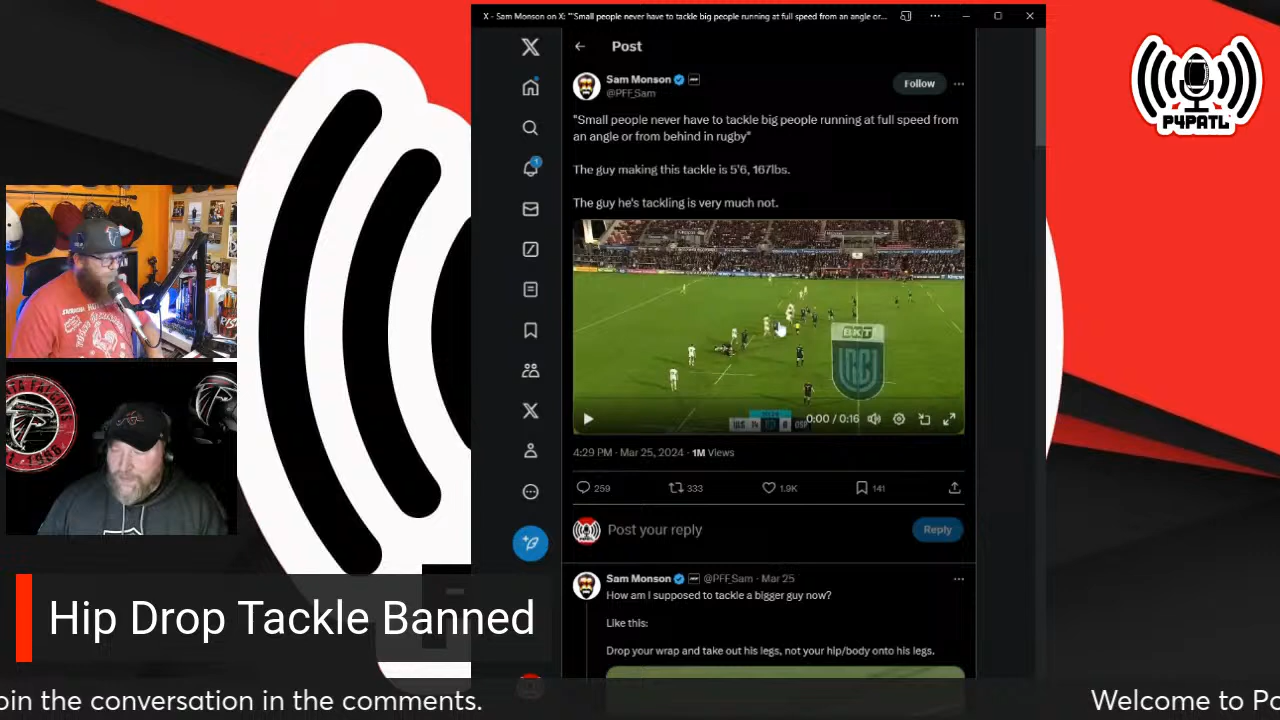 X - Sam Monson on X: "“Small people never have to tackle big people running at full speed from an angle or...
Post
Sam Monson
@PFF_Sam
Follow
"Small people never have to tackle big people running at full speed from
an angle or from behind in rugby"
The guy making this tackle is 5'6, 167lbs.
The guy he's tackling is very much not.
BKT
URC
0:00 / 0:16
4:29 PM · Mar 25, 2024 · 1M Views
259
333
1.9K
141
Post your reply
Reply
Sam Monson @PFF_Sam · Mar 25
How am I supposed to tackle a bigger guy now?
Like this:
Drop your wrap and take out his legs, not your hip/body onto his legs.
P4PATL
1
FALCONS
Hip Drop Tackle Banned
oin the conversation in the comments.
Welcome to Po